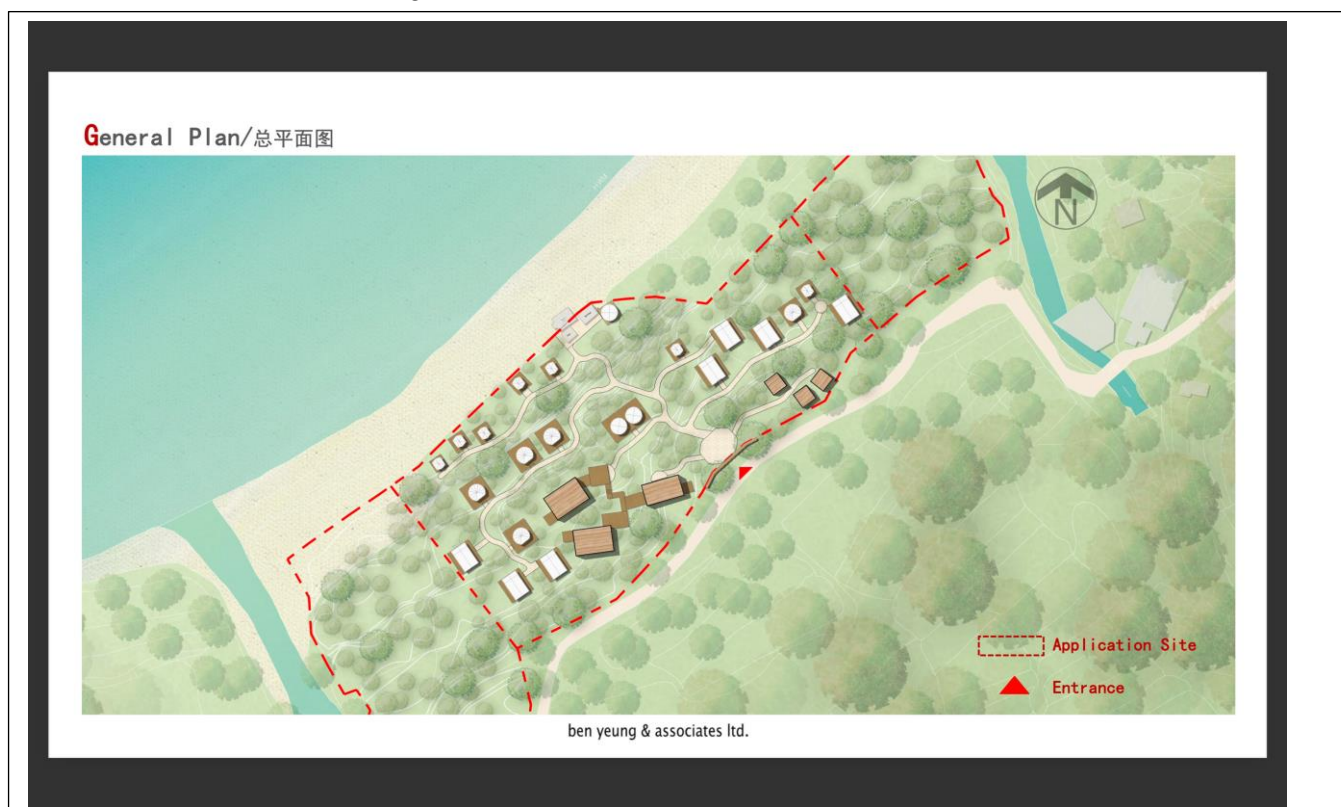 General Plan/总平面图
N
Application Site
Entrance
ben yeung & associates ltd.